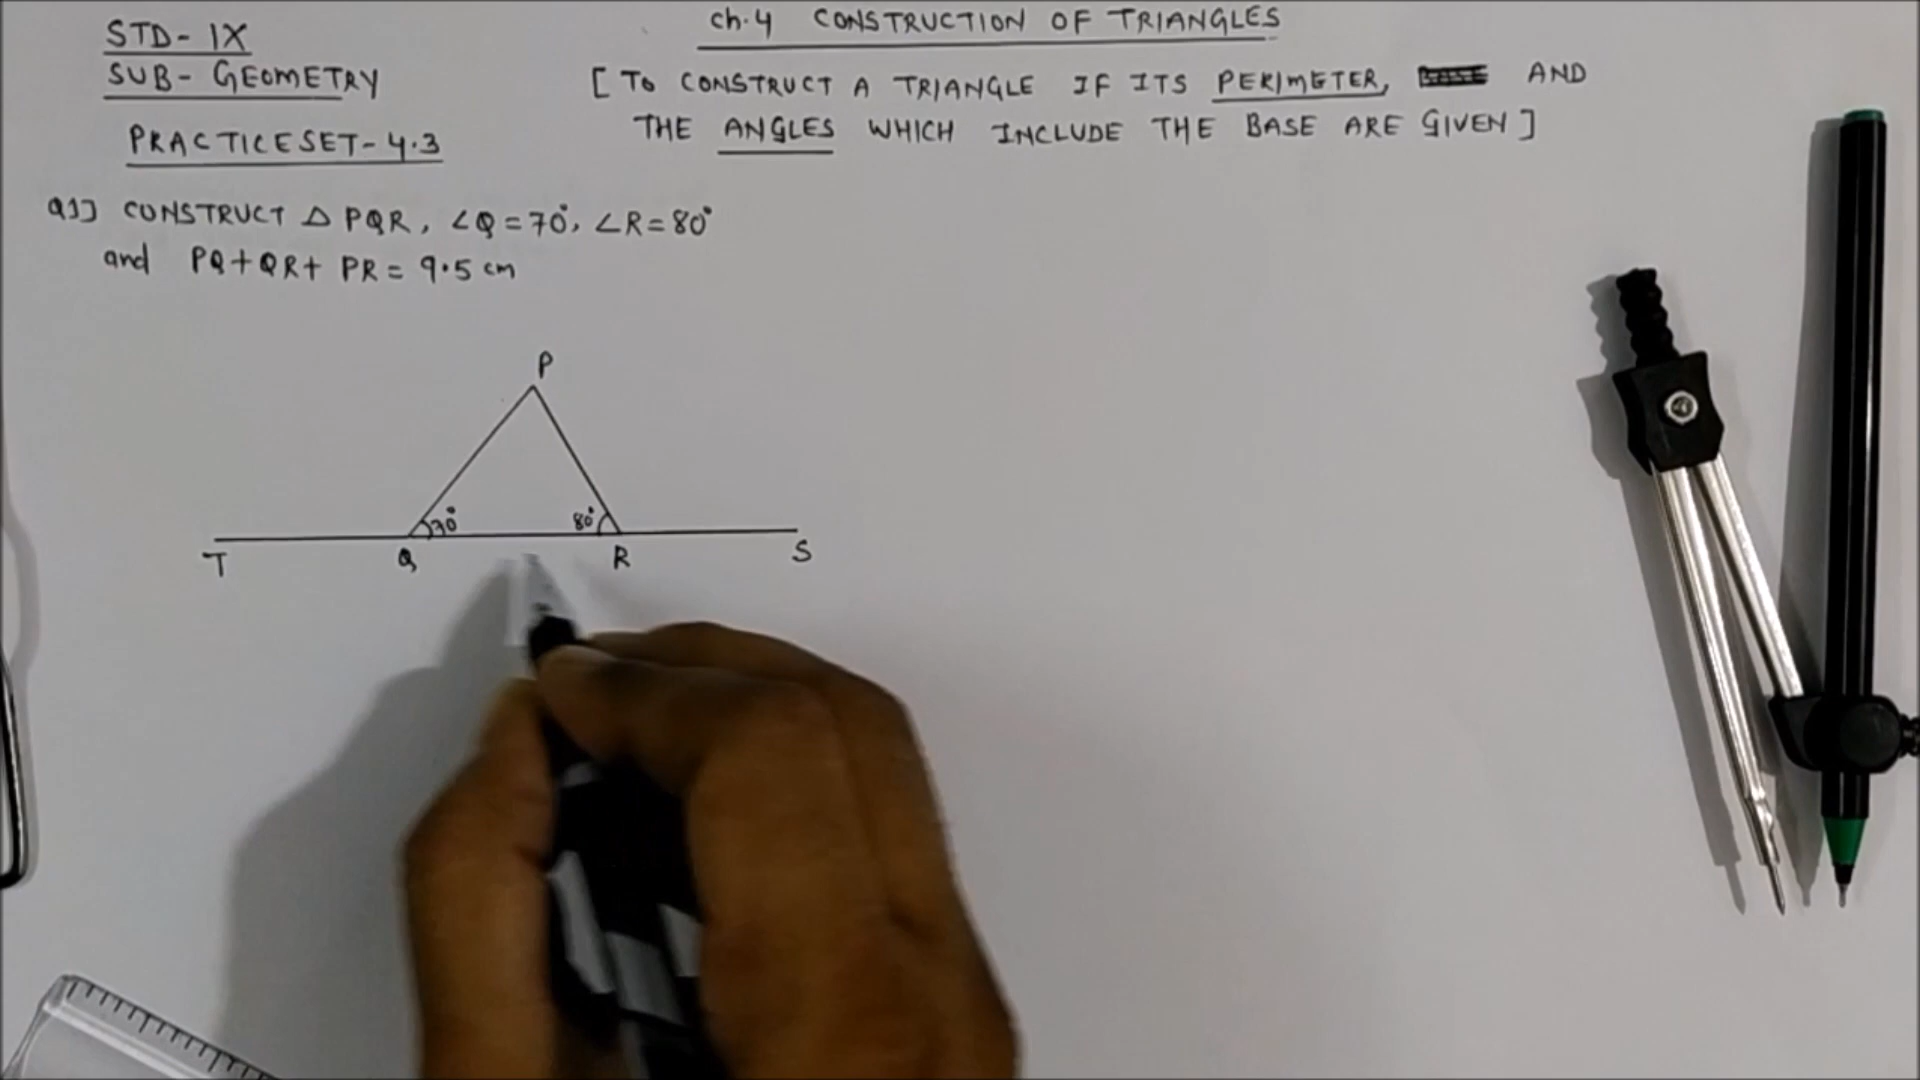 STD- IX
SUB- GEOMETRY
PRACTICESET-4.3
Ch.4 CONSTRUCTION OF TRIANGLES
[ TO CONSTRUCT A TRIANGLE IF ITS PERIMETER, AND
THE ANGLES WHICH INCLUDE THE BASE ARE GIVEN ]
Q1] CONSTRUCT △ PQR, ∠Q=70°, ∠R=80°
and PQ+QR+ PR= 9.5 cm
P
70° 80°
T Q R S